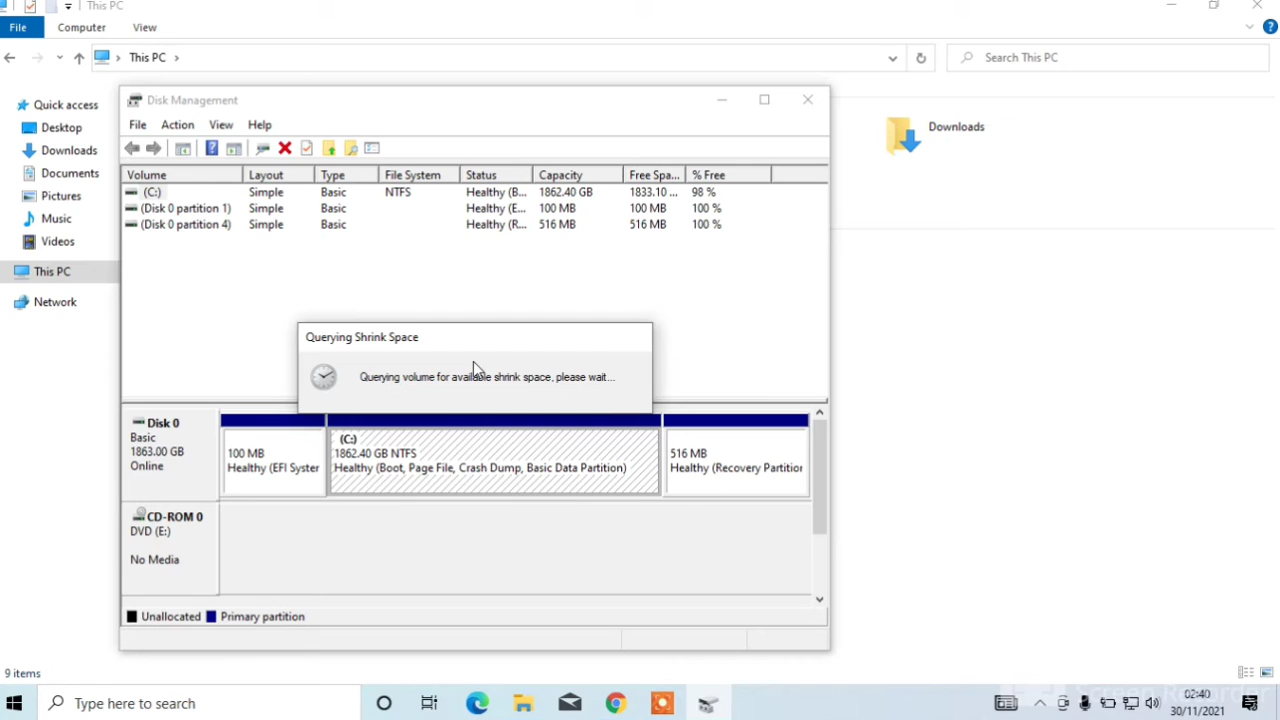 This PC
File
Computer
View
This PC
Search This PC
Quick access
Desktop
Downloads
Documents
Pictures
Music
Videos
This PC
Network
Downloads
Disk Management
File Action View Help
Volume Layout Type File System Status Capacity Free Spa... % Free
(C:) Simple Basic NTFS Healthy (B... 1862.40 GB 1833.10 ... 98 %
(Disk 0 partition 1) Simple Basic Healthy (E... 100 MB 100 MB 100 %
(Disk 0 partition 4) Simple Basic Healthy (R... 516 MB 516 MB 100 %
Querying Shrink Space
Querying volume for available shrink space, please wait...
Disk 0
Basic
1863.00 GB
Online
100 MB
Healthy (EFI Syster
(C:)
1862.40 GB NTFS
Healthy (Boot, Page File, Crash Dump, Basic Data Partition)
516 MB
Healthy (Recovery Partitior
CD-ROM 0
DVD (E:)
No Media
Unallocated
Primary partition
9 items
Screen Recorder
Type here to search
02:40
30/11/2021